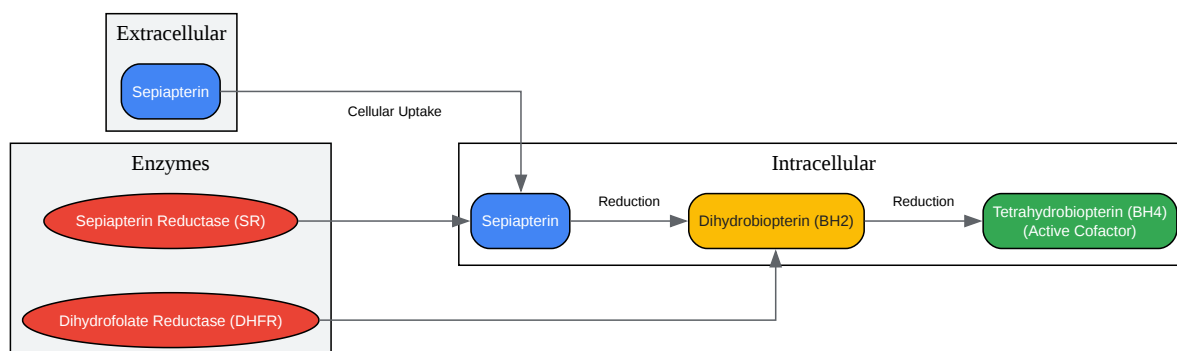 Extracellular
Sepiapterin
Cellular Uptake
Enzymes
Sepiapterin Reductase (SR)
Dihydrofolate Reductase (DHFR)
Intracellular
Sepiapterin
Reduction
Dihydrobiopterin (BH2)
Reduction
Tetrahydrobiopterin (BH4)
(Active Cofactor)